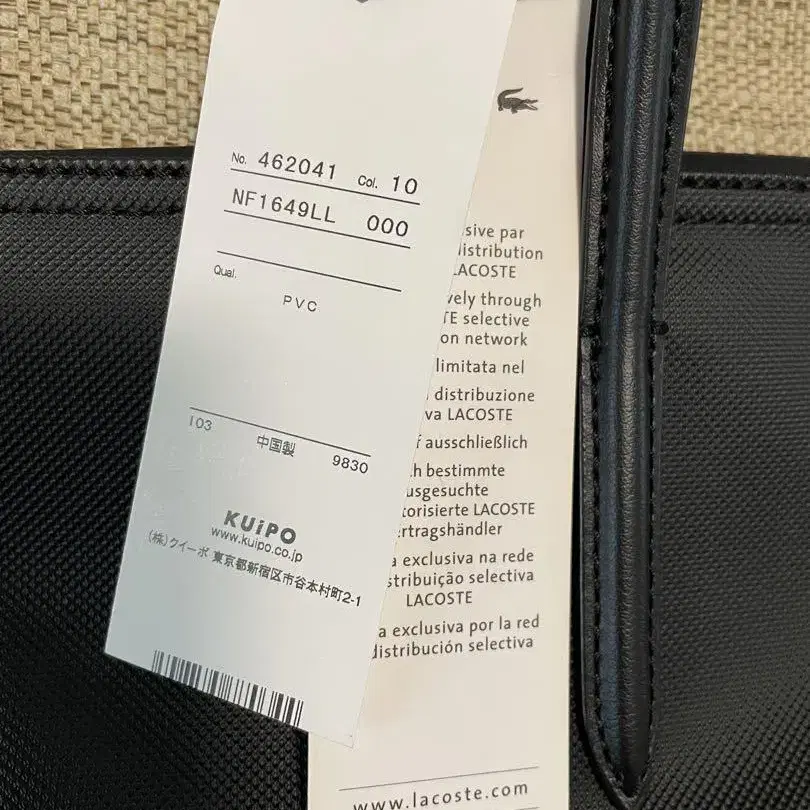 No. 462041 Col. 10
NF1649LL 000
Qual.
PVC
103 中国製 9830
KUiPO
www.kuipo.co.jp
(株)クイーポ 東京都新宿区市谷本村町2-1
sive par
distribution
LACOSTE
vely through
TE selective
on network
limitata nel
distribuzione
va LACOSTE
f ausschließlich
h bestimmte
usgesuchte
torisierte LACOSTE
ertragshändler
a exclusiva na rede
stribuição selectiva
LACOSTE
a exclusiva por la red
distribución selectiva
www.lacoste.com